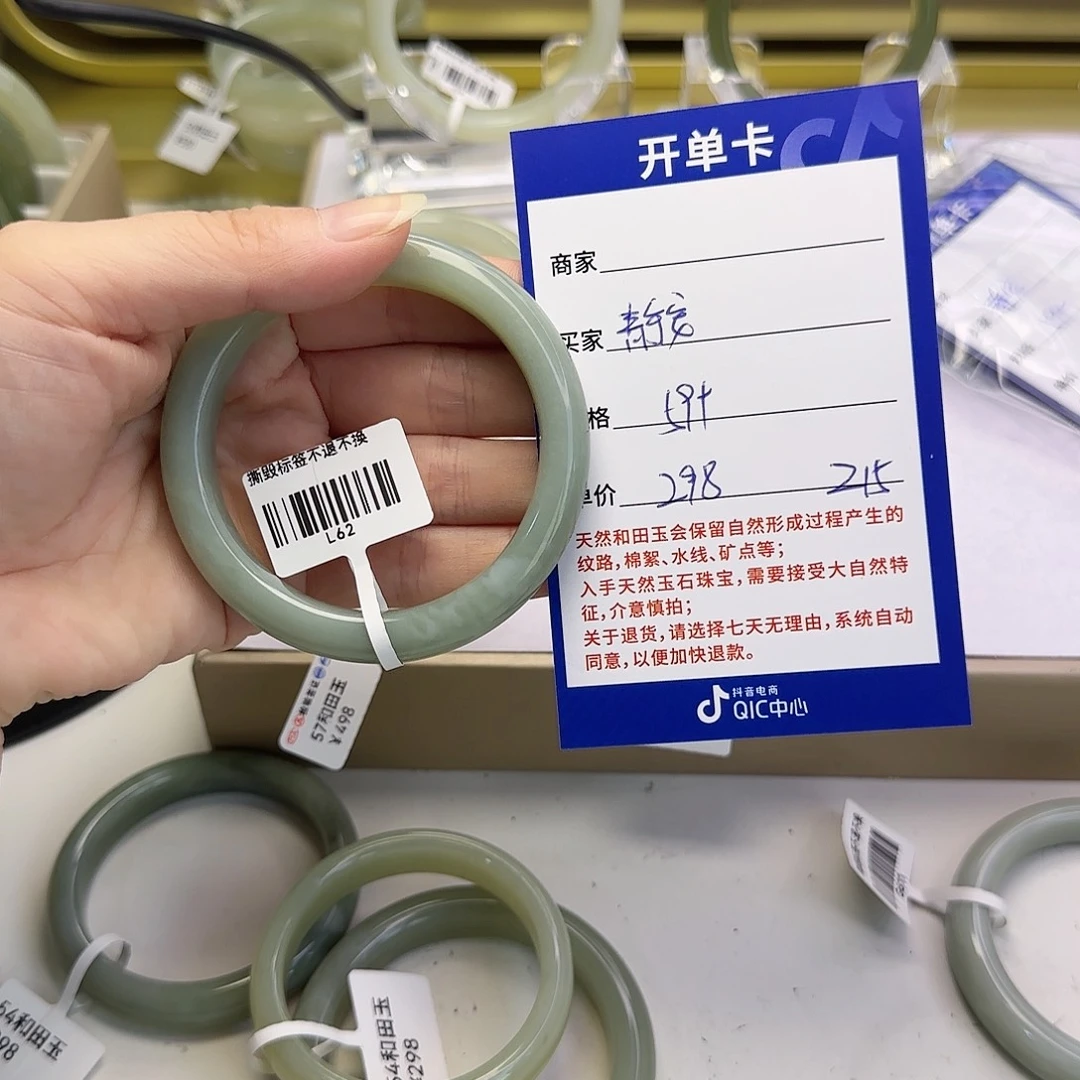 开单卡
商家
买家 静宽
格 59+
单价 298 215
天然和田玉会保留自然形成过程产生的
纹路,棉絮、水线、矿点等;
入手天然玉石珠宝,需要接受大自然特
征,介意慎拍;
关于退货,请选择七天无理由,系统自动
同意,以便加快退款。
抖音电商
QIC中心
撕毁标签不退不换
L62
57和田玉
¥498
54和田玉
98
54和田玉
¥298
单卡